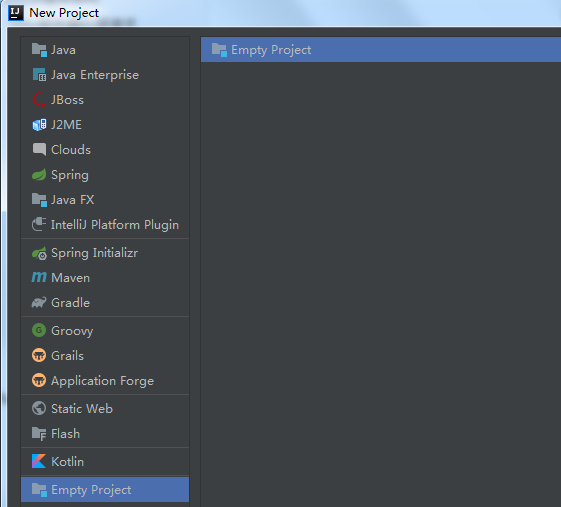 New Project
Java
Java Enterprise
JBoss
J2ME
Clouds
Spring
Java FX
IntelliJ Platform Plugin
Spring Initializr
Maven
Gradle
Groovy
Grails
Application Forge
Static Web
Flash
Kotlin
Empty Project
Empty Project